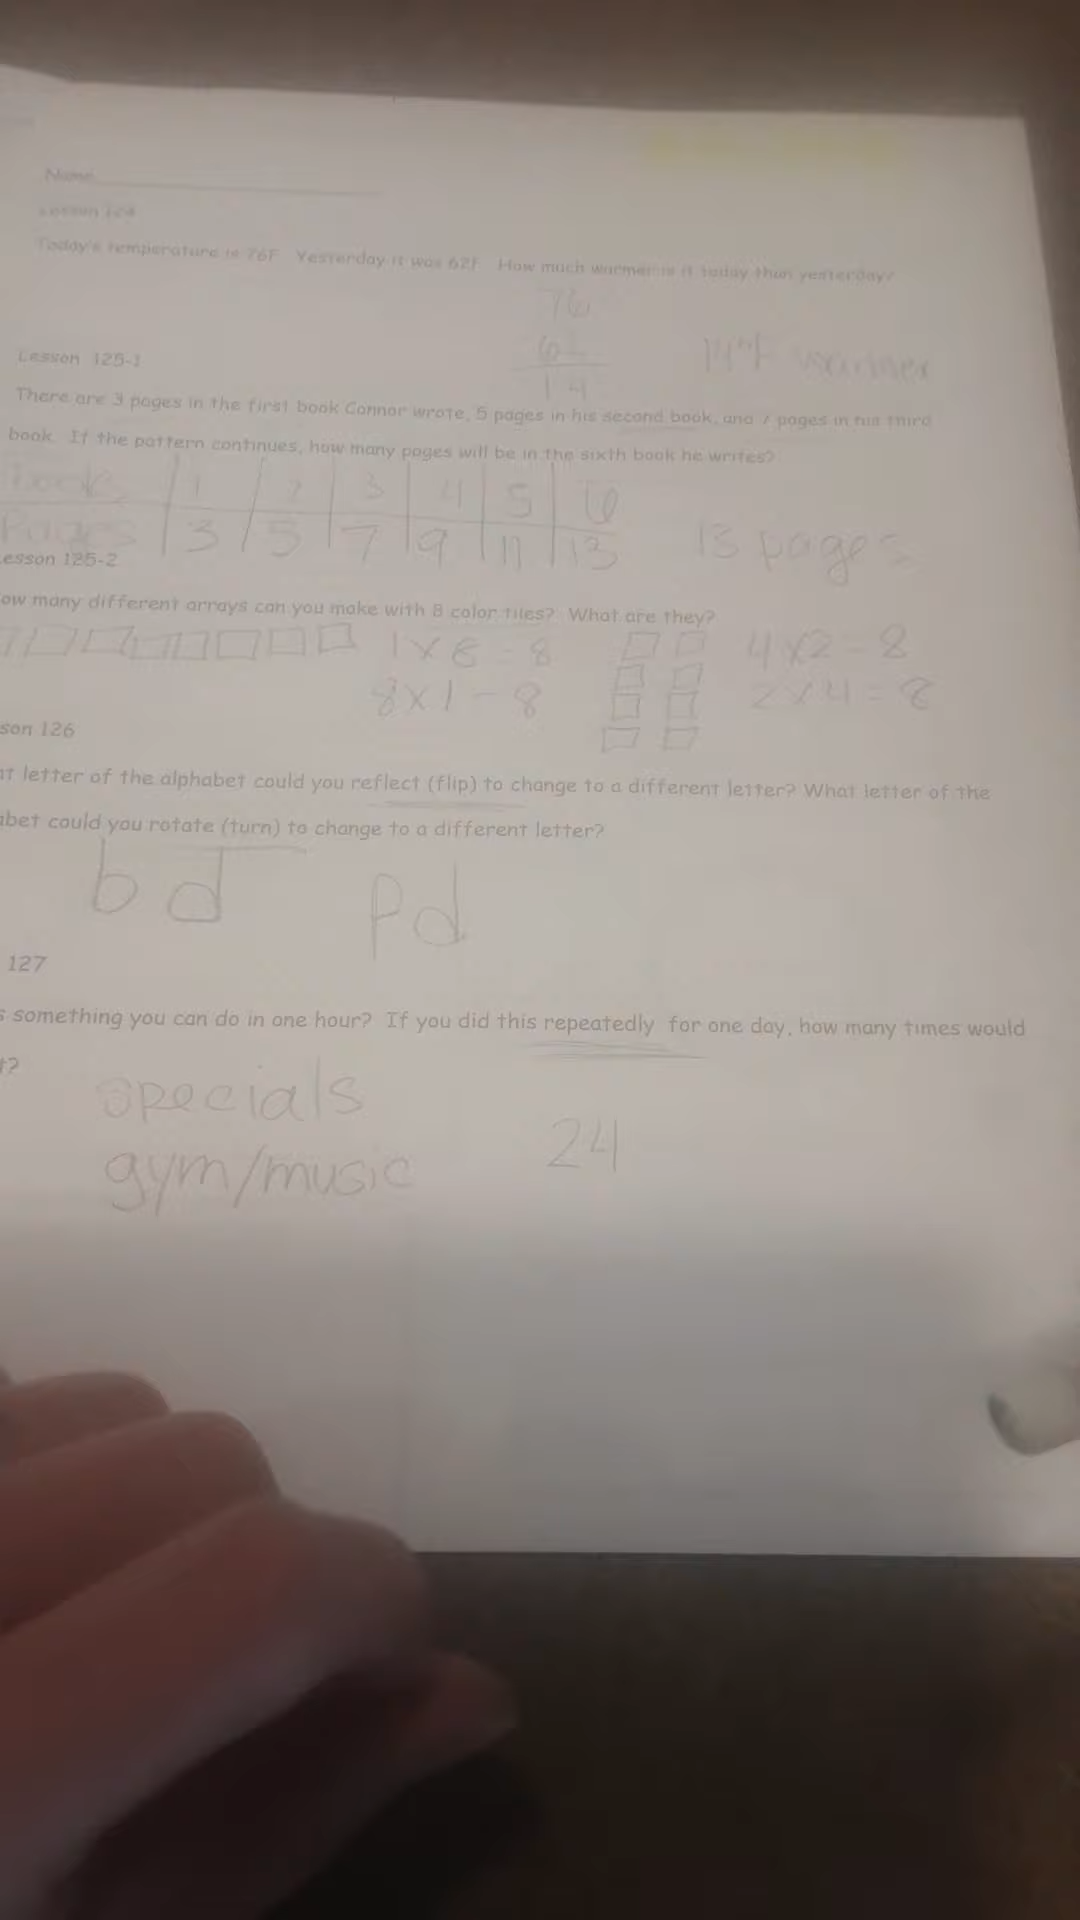 Name
Lesson 124
Today's temperature is 76F Yesterday it was 62F How much warmer is it today than yesterday?
76
62
14
14°F warmer
Lesson 125-1
There are 3 pages in the first book Connor wrote, 5 pages in his second book, and 7 pages in his third
book. If the pattern continues, how many pages will be in the sixth book he writes?
Book 1 2 3 4 5 6
Pages 3 5 7 9 11 13
13 pages
esson 125-2
ow many different arrays can you make with 8 color tiles? What are they?
1x8=8 4x2=8
8x1-8 2x4=8
son 126
at letter of the alphabet could you reflect (flip) to change to a different letter? What letter of the
abet could you rotate (turn) to change to a different letter?
b d pd
127
s something you can do in one hour? If you did this repeatedly for one day, how many times would
t?
specials
gym/music 24